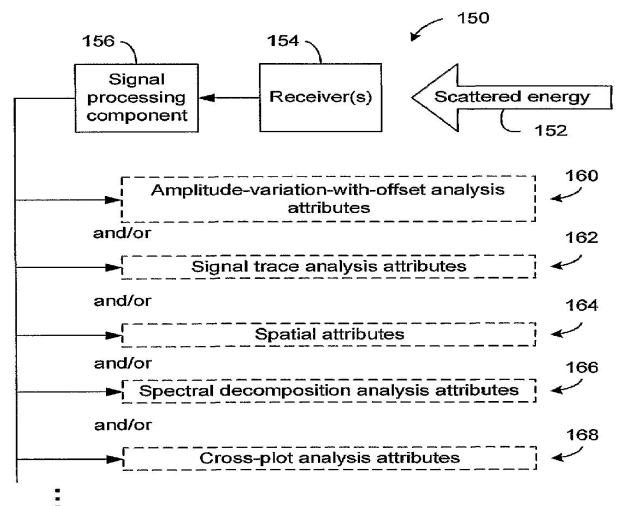 150
156
154
Signal
processing
component
Receiver(s)
Scattered energy
152
Amplitude-variation-with-offset analysis
attributes
160
and/or
162
Signal trace analysis attributes
and/or
164
Spatial attributes
and/or
166
Spectral decomposition analysis attributes
and/or
168
Cross-plot analysis attributes